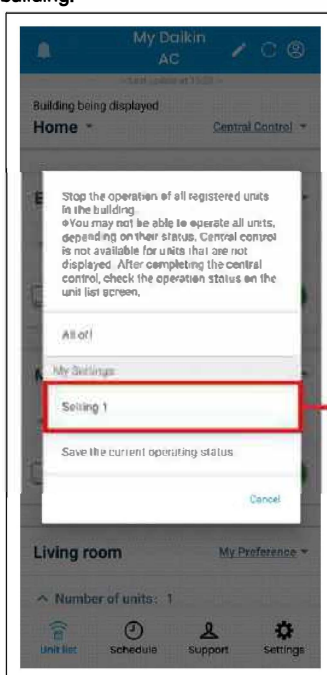 Building.
My Daikin
AC
Building being displayed
Home
Central Control
Stop the operation of all registered units
in the building.
●You may not be able to operate all units,
depending on their status. Central control
is not available for units that are not
displayed. After completing the central
control, check the operation status on the
unit list screen.
All off
My Settings
Setting 1
Save the current operating status
Cancel
Living room
My Preference
Number of units: 1
Unit list
Schedule
Support
Settings